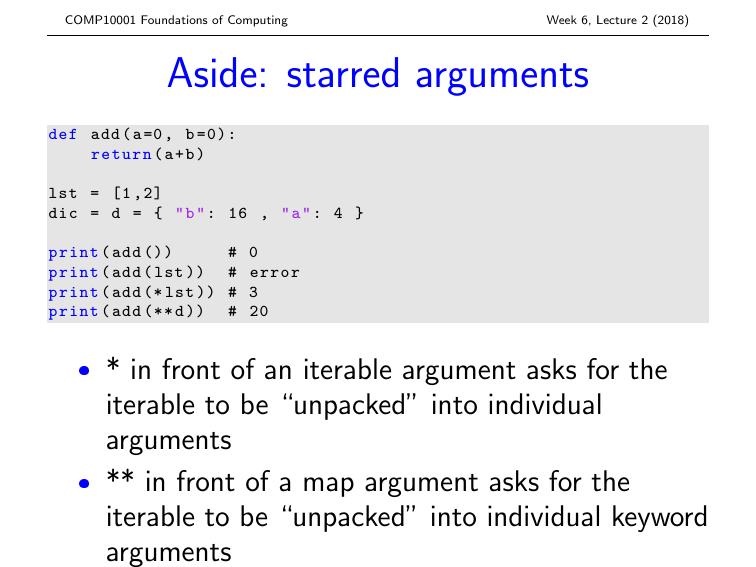 COMP10001 Foundations of Computing Week 6, Lecture 2 (2018)
Aside: starred arguments
def add(a=0, b=0):
    return(a+b)
lst = [1,2]
dic = d = { "b": 16 , "a": 4 }
print(add())     # 0
print(add(lst))  # error
print(add(*lst)) # 3
print(add(**d))  # 20
• * in front of an iterable argument asks for the
iterable to be “unpacked” into individual
arguments
• ** in front of a map argument asks for the
iterable to be “unpacked” into individual keyword
arguments